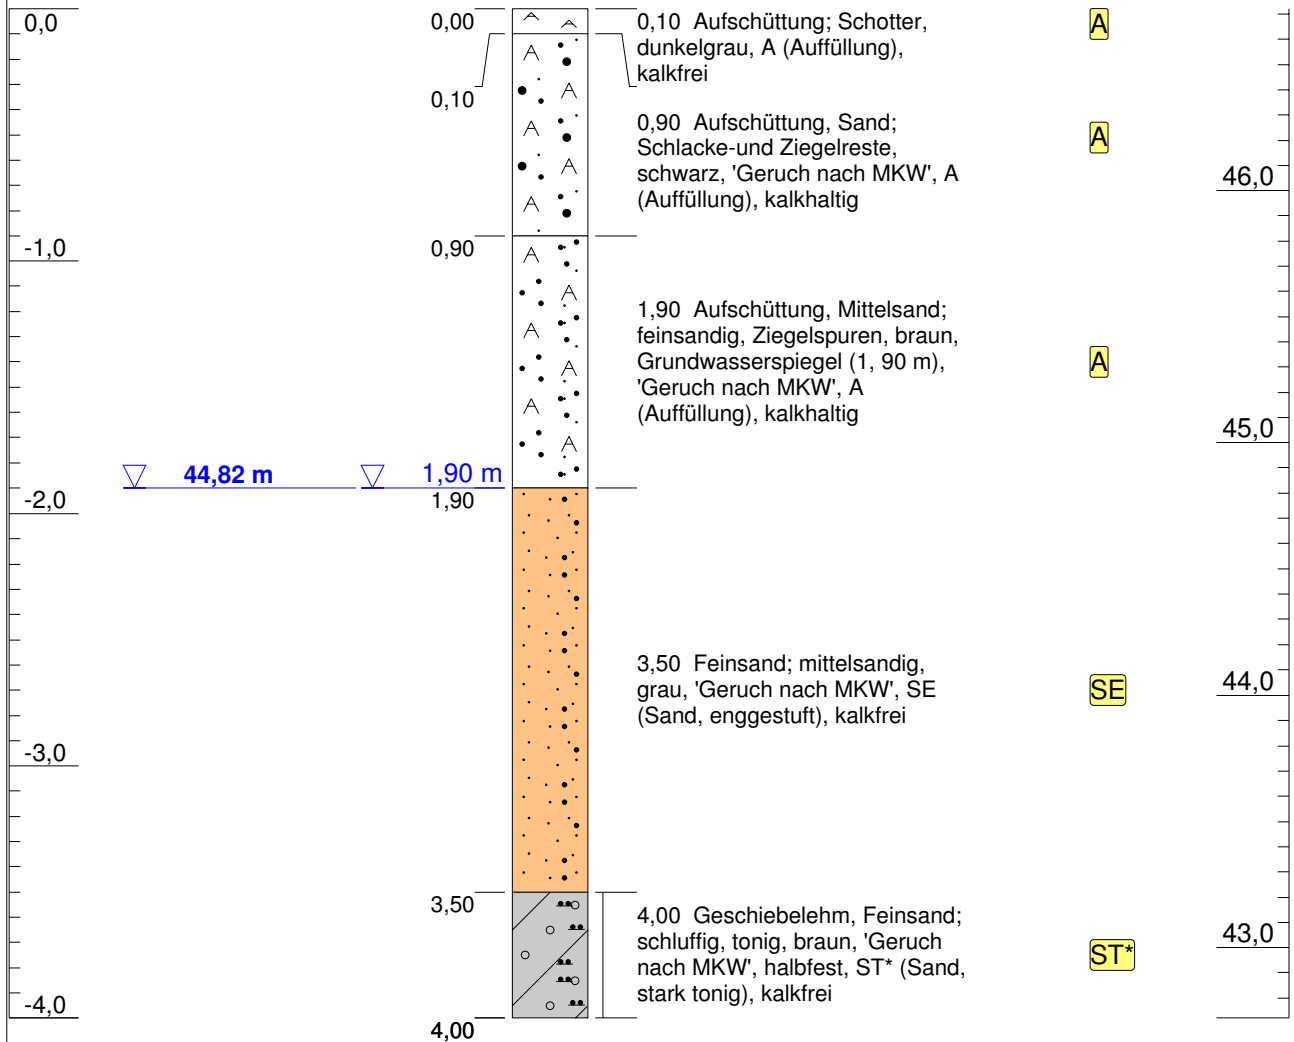 0,0
0,00
0,10 Aufschüttung; Schotter,
dunkelgrau, A (Auffüllung),
kalkfrei
A
0,10
0,90 Aufschüttung, Sand;
Schlacke-und Ziegelreste,
schwarz, 'Geruch nach MKW', A
(Auffüllung), kalkhaltig
A
46,0
-1,0
0,90
1,90 Aufschüttung, Mittelsand;
feinsandig, Ziegelspuren, braun,
Grundwasserspiegel (1, 90 m),
'Geruch nach MKW', A
(Auffüllung), kalkhaltig
A
45,0
44,82 m
1,90 m
-2,0
1,90
3,50 Feinsand; mittelsandig,
grau, 'Geruch nach MKW', SE
(Sand, enggestuft), kalkfrei
SE
44,0
-3,0
3,50
4,00 Geschiebelehm, Feinsand;
schluffig, tonig, braun, 'Geruch
nach MKW', halbfest, ST* (Sand,
stark tonig), kalkfrei
ST*
43,0
-4,0
4,00